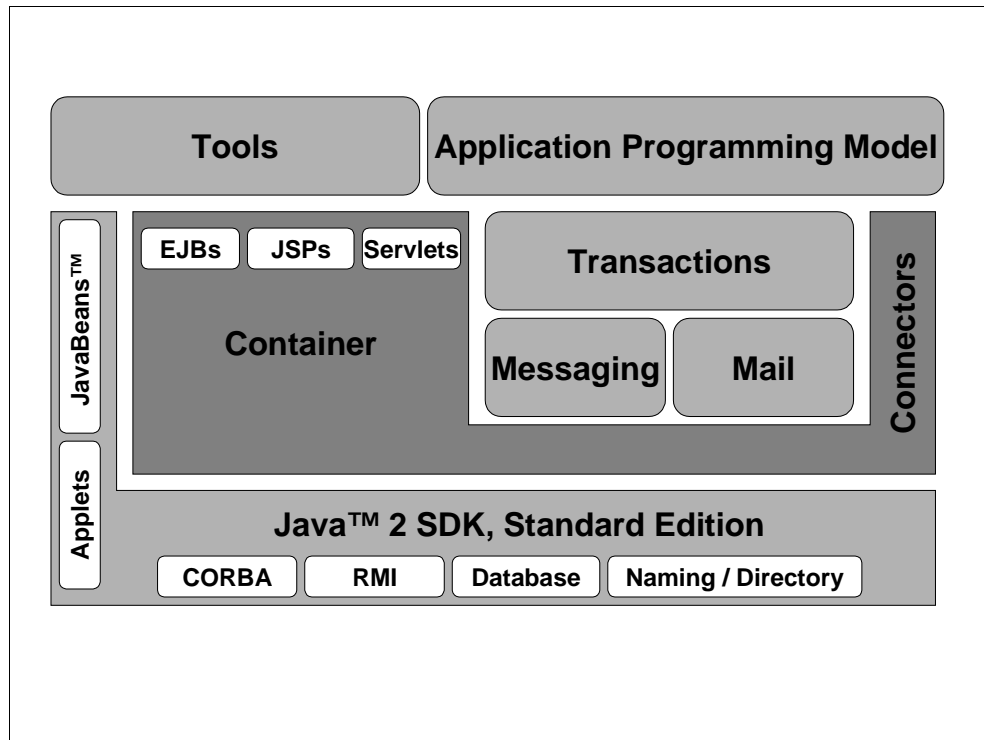 Tools
Application Programming Model
JavaBeans™
Applets
EJBs
JSPs
Servlets
Container
Transactions
Messaging
Mail
Connectors
Java™ 2 SDK, Standard Edition
CORBA
RMI
Database
Naming / Directory